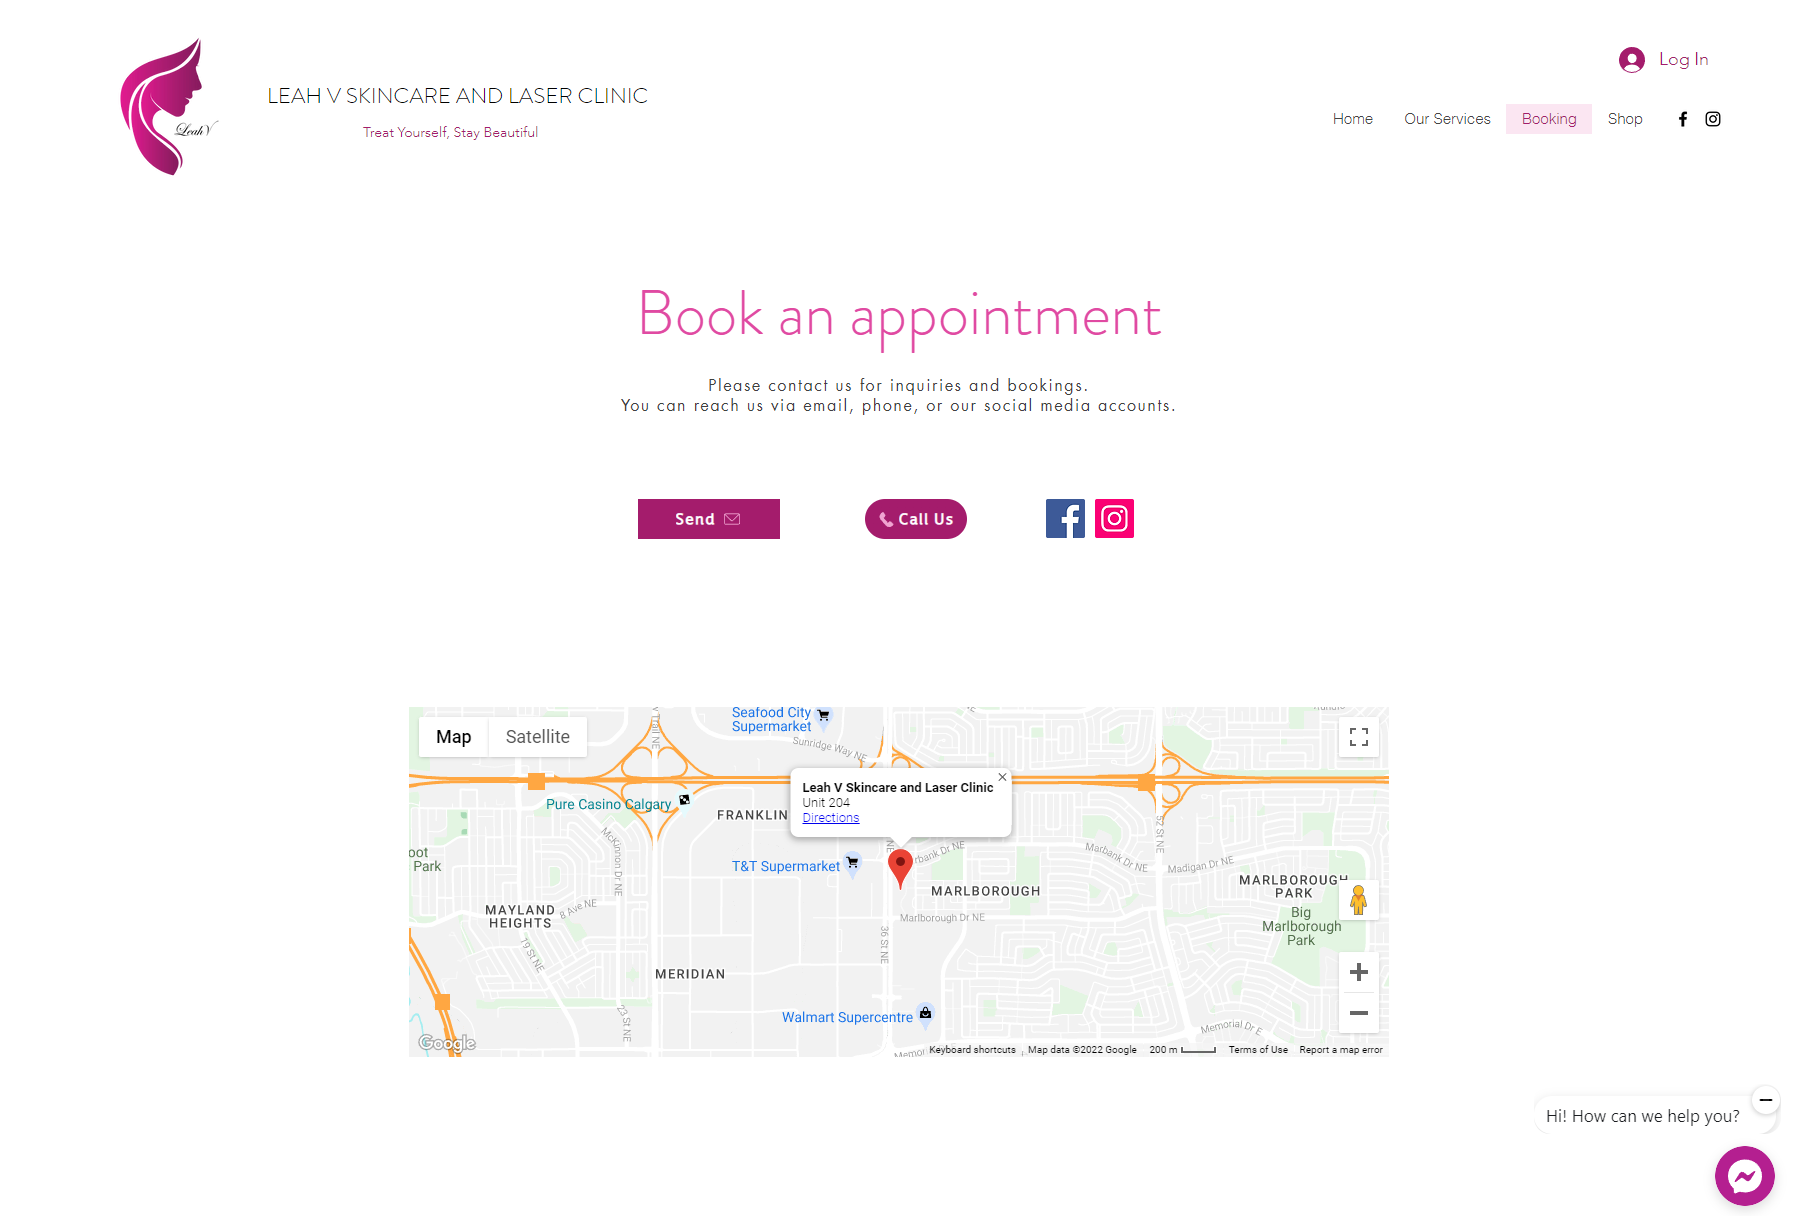 LeahV
LEAH V SKINCARE AND LASER CLINIC
Treat Yourself, Stay Beautiful
Log In
Home
Our Services
Booking
Shop
Book an appointment
Please contact us for inquiries and bookings.
You can reach us via email, phone, or our social media accounts.
Send
Call Us
Map
Satellite
Seafood City
Supermarket
Sunridge Way NE
Pure Casino Calgary
FRANKLIN
Leah V Skincare and Laser Clinic
Unit 204
Directions
52 St NE
McKinnon Dr NE
T&T Supermarket
Marbank Dr NE
Madigan Dr NE
Park
MARLBOROUGH
MARLBOROUGH
PARK
MAYLAND
HEIGHTS
8 Ave NE
Marlborough Dr NE
Big
Marlborough
Park
19 St NE
36 St NE
MERIDIAN
23 St NE
Walmart Supercentre
Memorial Dr E
Google
Keyboard shortcuts
Map data ©2022 Google
200 m
Terms of Use
Report a map error
Hi! How can we help you?